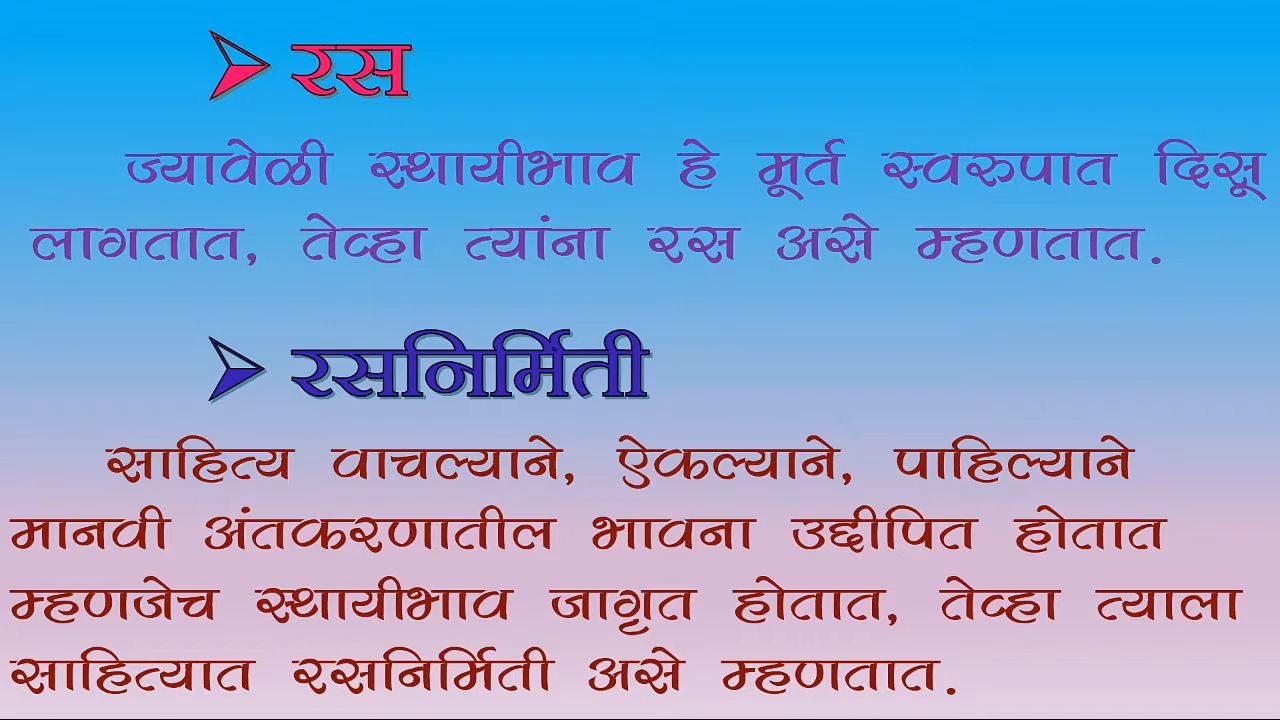 रस
ज्यावेळी स्थायीभाव हे मूर्त स्वरुपात दिसू
लागतात, तेव्हा त्यांना रस असे म्हणतात.
रसनिर्मिती
साहित्य वाचल्याने, ऐकल्याने, पाहिल्याने
मानवी अंतकरणातील भावना उद्दीपित होतात
म्हणजेच स्थायीभाव जागृत होतात, तेव्हा त्याला
साहित्यात रसनिर्मिती असे म्हणतात.